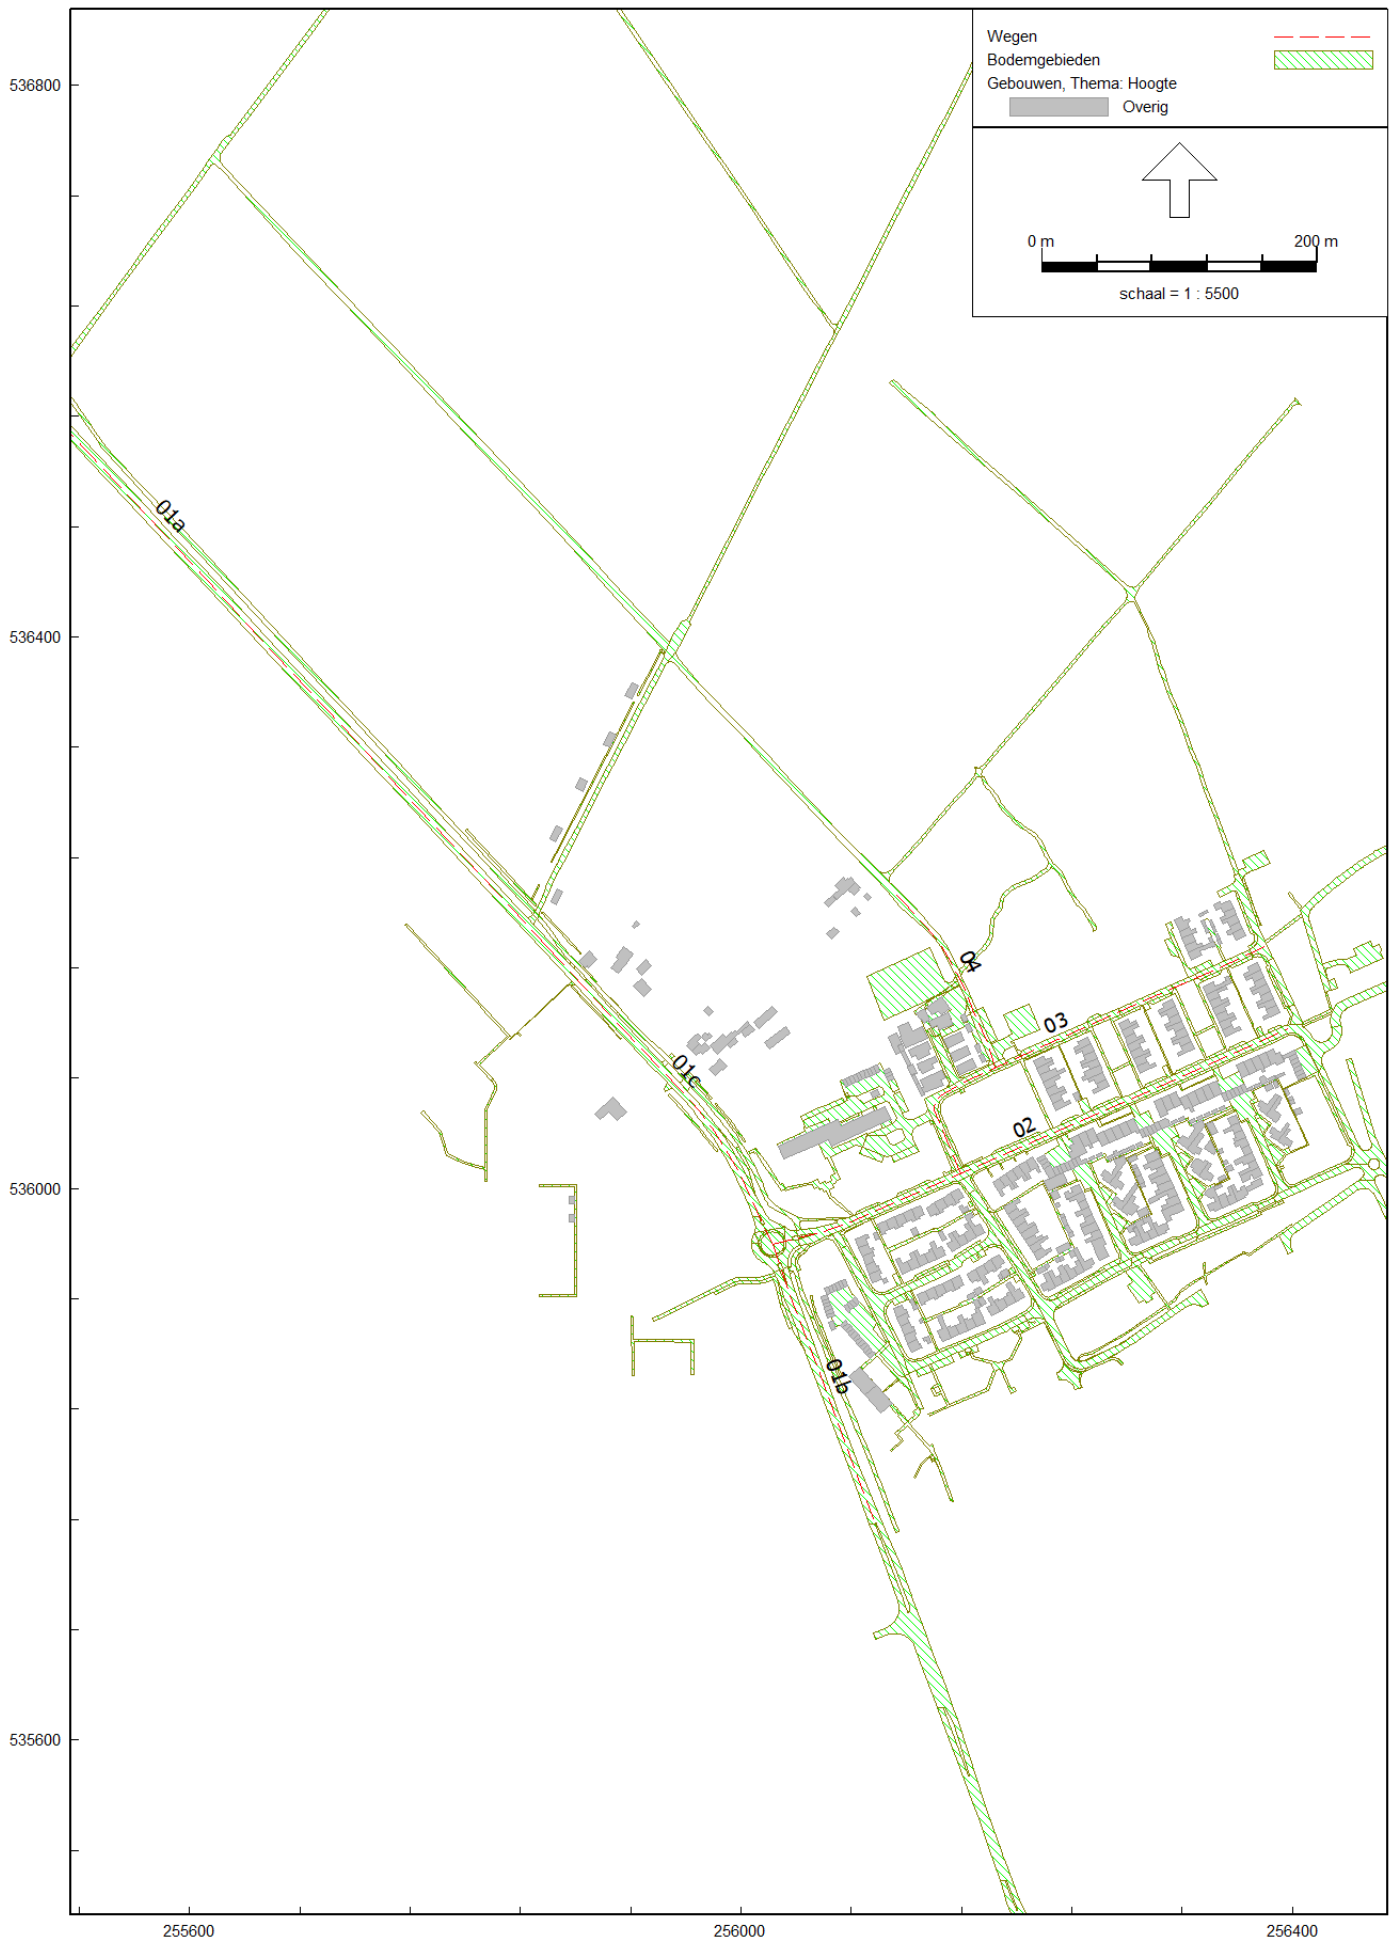 Wegen
Bodemgebieden
Gebouwen, Thema: Hoogte
Overig
0 m
200 m
schaal = 1 : 5500
536800
536400
536000
535600
255600
256000
256400
01a
01c
04
03
02
01b